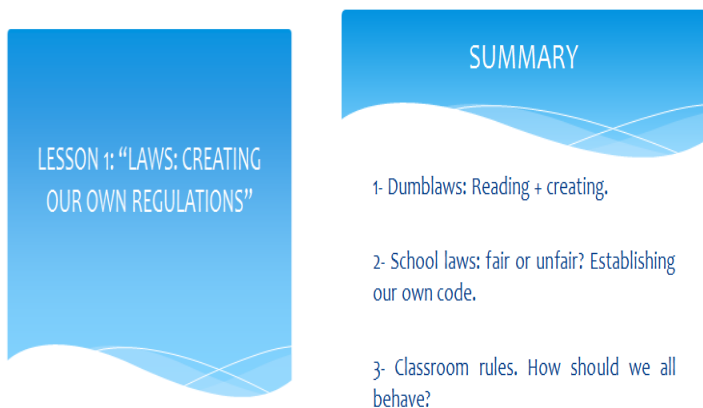 LESSON 1: “LAWS: CREATING
OUR OWN REGULATIONS”
SUMMARY
1- Dumblaws: Reading + creating.
2- School laws: fair or unfair? Establishing
our own code.
3- Classroom rules. How should we all
behave?